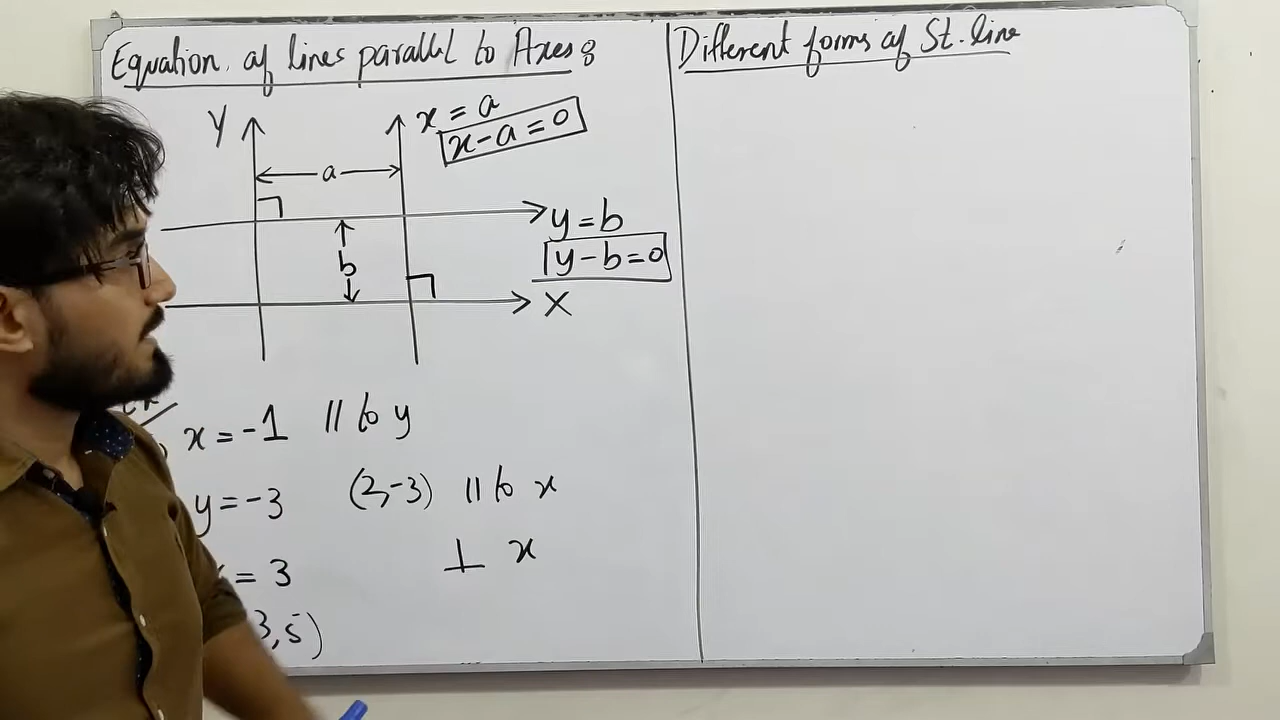 Equation of lines parallel to Axes :
Y
x = a
x-a=0
a
y=b
y-b=0
b
X
x = -1 // to y
y = -3 (2,-3) // to x
= 3 ⊥ x
3,5)
Different forms of St. line